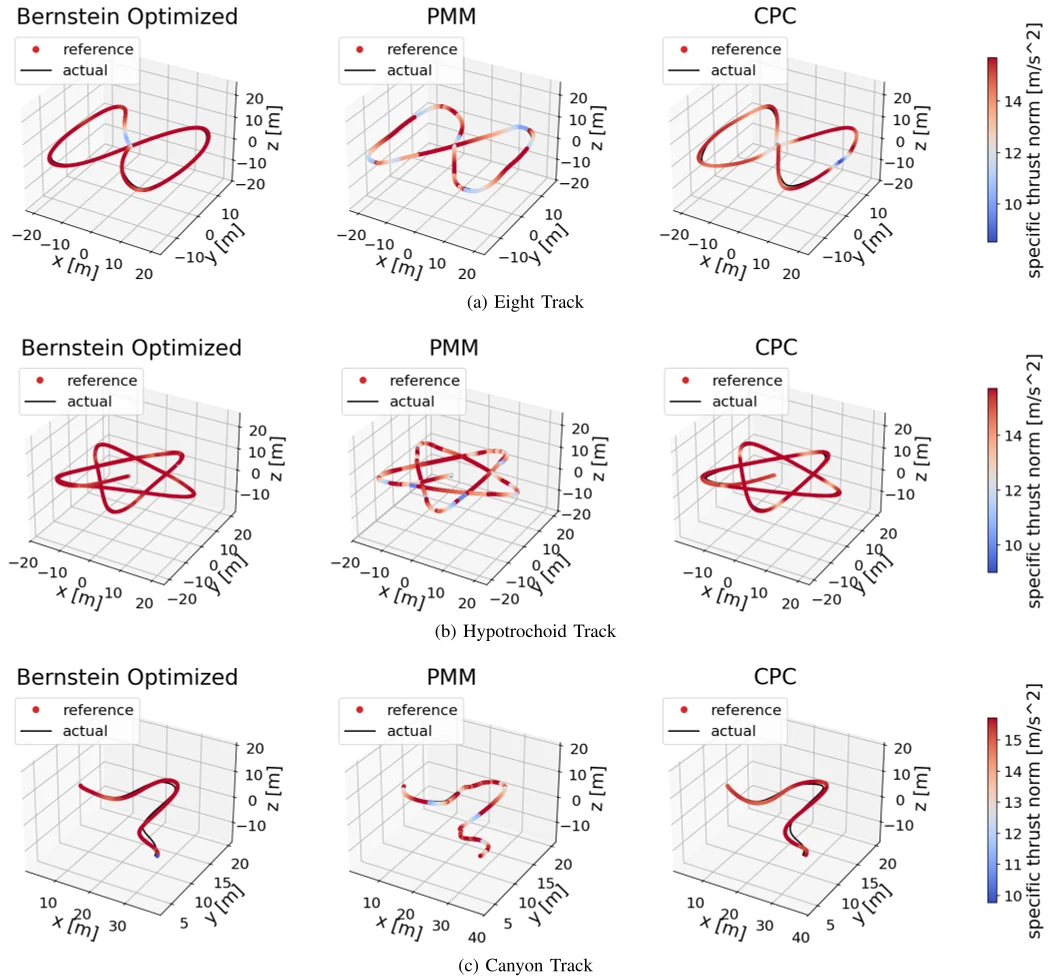 Bernstein Optimized
PMM
CPC
reference
actual
reference
actual
reference
actual
20
10
0
−10
−20
z [m]
−20
−10
0
10
20
x [m]
−10
0
10
y [m]
20
10
0
−10
−20
z [m]
−20
−10
0
10
20
x [m]
−10
0
10
y [m]
20
10
0
−10
−20
z [m]
−20
−10
0
10
20
x [m]
−10
0
10
y [m]
14
12
10
specific thrust norm [m/s^2]
(a) Eight Track
Bernstein Optimized
PMM
CPC
reference
actual
reference
actual
reference
actual
20
10
0
−10
z [m]
−20
−10
0
10
20
x [m]
−20
−10
0
10
20
y [m]
20
10
0
−10
−20
z [m]
−20
−10
0
10
20
x [m]
−20
−10
0
10
20
y [m]
20
10
0
−10
z [m]
−10
0
10
20
x [m]
−20
−10
0
10
20
y [m]
14
12
10
specific thrust norm [m/s^2]
(b) Hypotrochoid Track
Bernstein Optimized
PMM
CPC
reference
actual
reference
actual
reference
actual
20
10
0
−10
z [m]
10
20
30
x [m]
5
10
15
20
y [m]
20
10
0
−10
z [m]
10
20
30
40
x [m]
5
10
15
20
y [m]
20
10
0
−10
z [m]
10
20
30
40
x [m]
5
10
15
20
y [m]
15
14
13
12
11
10
specific thrust norm [m/s^2]
(c) Canyon Track